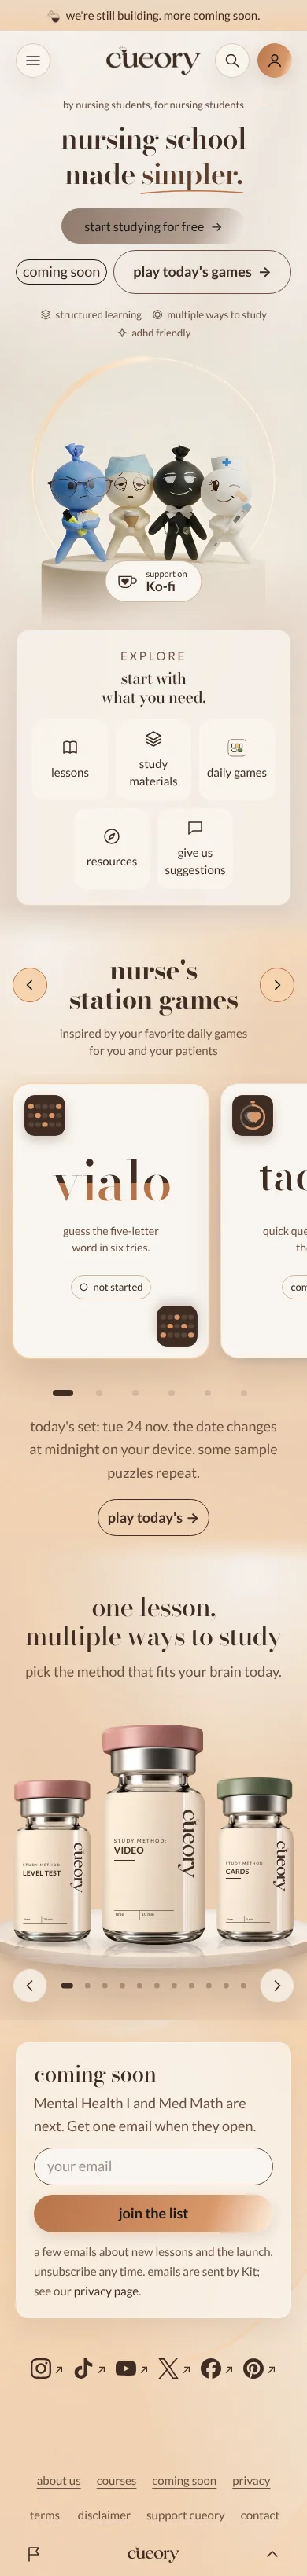 we're still building. more coming soon.
cueory
by nursing students, for nursing students
nursing school
made simpler.
start studying for free →
coming soon
play today's games →
structured learning
multiple ways to study
adhd friendly
support on
Ko-fi
EXPLORE
start with
what you need.
lessons
study
materials
daily games
resources
give us
suggestions
nurse's
station games
inspired by your favorite daily games
for you and your patients
vialo
guess the five-letter
word in six tries.
not started
tac
quick que
th
com
today's set: tue 24 nov. the date changes
at midnight on your device. some sample
puzzles repeat.
play today's →
one lesson.
multiple ways to study
pick the method that fits your brain today.
STUDY METHOD:
LEVEL TEST
cueory
STUDY METHOD:
VIDEO
cueory
STUDY METHOD:
CARDS
cueory
coming soon
Mental Health I and Med Math are
next. Get one email when they open.
your email
join the list
a few emails about new lessons and the launch.
unsubscribe any time. emails are sent by Kit;
see our privacy page.
about us
courses
coming soon
privacy
terms
disclaimer
support cueory
contact
cueory